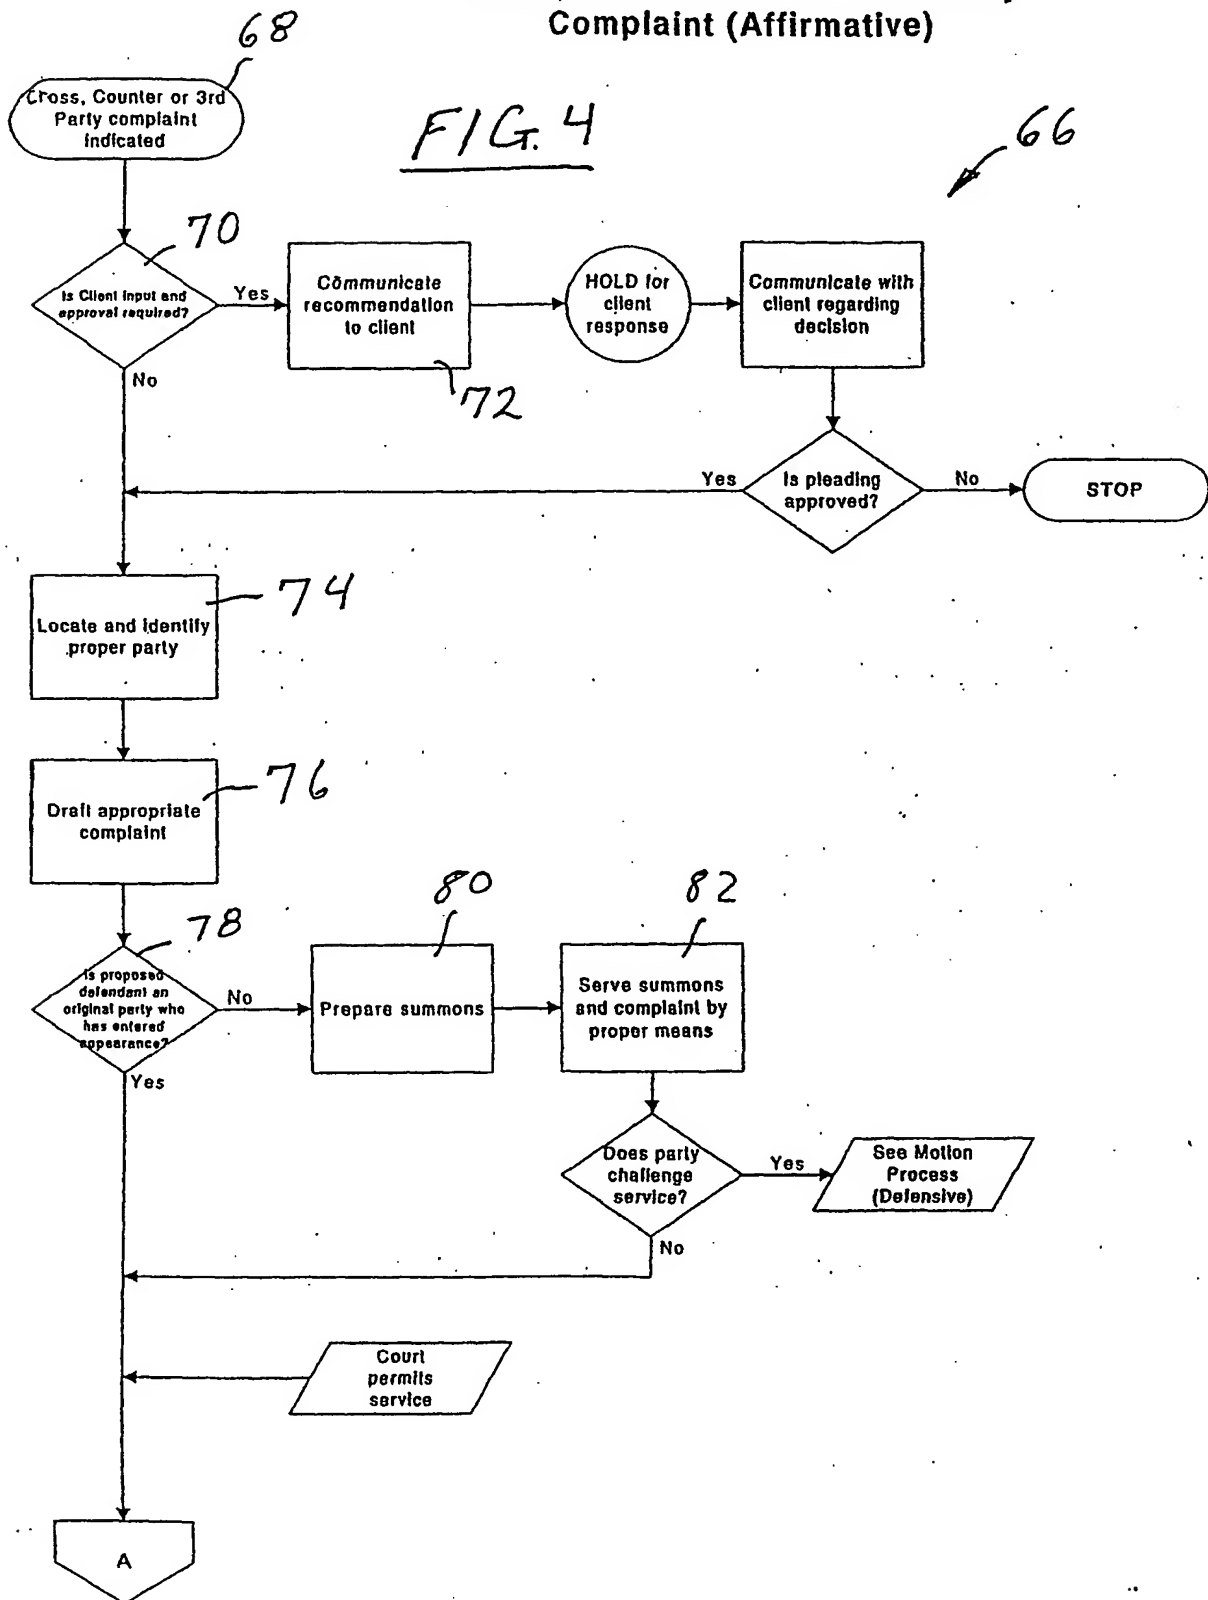 Complaint (Affirmative)
68
Cross, Counter or 3rd
Party complaint
indicated
FIG. 4
66
70
Is Client input and
approval required?
Yes
No
Communicate
recommendation
to client
72
HOLD for
client
response
Communicate with
client regarding
decision
Is pleading
approved?
Yes
No
STOP
Locate and identify
proper party
74
Draft appropriate
complaint
76
78
Is proposed
defendant an
original party who
has entered
appearance?
No
Yes
80
Prepare summons
82
Serve summons
and complaint by
proper means
Does party
challenge
service?
Yes
No
See Motion
Process
(Defensive)
Court
permits
service
A